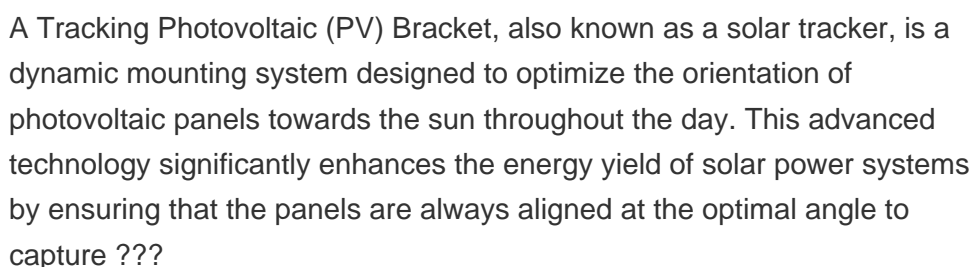 A Tracking Photovoltaic (PV) Bracket, also known as a solar tracker, is a
dynamic mounting system designed to optimize the orientation of
photovoltaic panels towards the sun throughout the day. This advanced
technology significantly enhances the energy yield of solar power systems
by ensuring that the panels are always aligned at the optimal angle to
capture ???